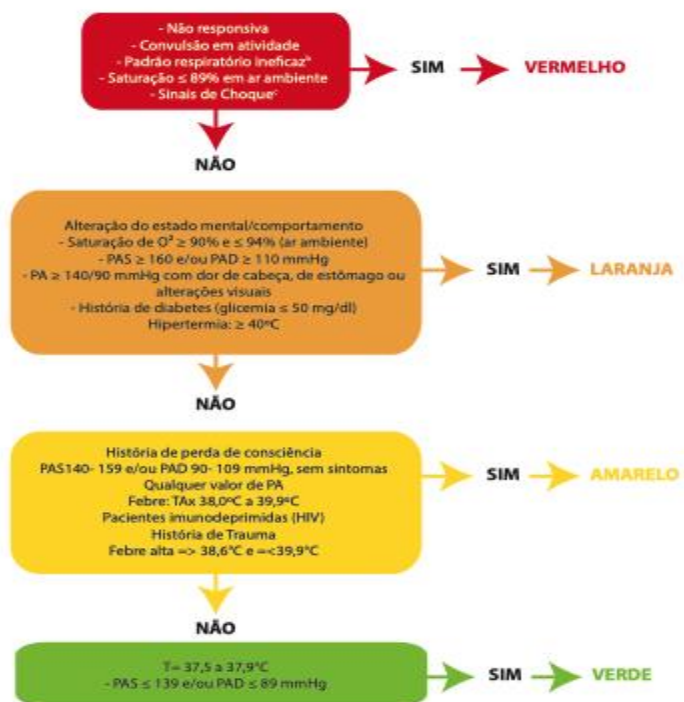 - Não responsiva
- Convulsão em atividade
- Padrão respiratório ineficazᵇ
- Saturação ≤ 89% em ar ambiente
- Sinais de Choqueᶜ
SIM
VERMELHO
NÃO
Alteração do estado mental/comportamento
- Saturação de O² ≥ 90% e ≤ 94% (ar ambiente)
- PAS ≥ 160 e/ou PAD ≥ 110 mmHg
- PA ≥ 140/90 mmHg com dor de cabeça, de estômago ou
alterações visuais
- História de diabetes (glicemia ≤ 50 mg/dl)
Hipertermia: ≥ 40ºC
SIM
LARANJA
NÃO
História de perda de consciência
PAS140- 159 e/ou PAD 90- 109 mmHg, sem sintomas
Qualquer valor de PA
Febre: TAx 38,0ºC a 39,9ºC
Pacientes imunodeprimidas (HIV)
História de Trauma
Febre alta => 38,6°C e =<39,9°C
SIM
AMARELO
NÃO
T= 37,5 a 37,9°C
- PAS ≤ 139 e/ou PAD ≤ 89 mmHg
SIM
VERDE